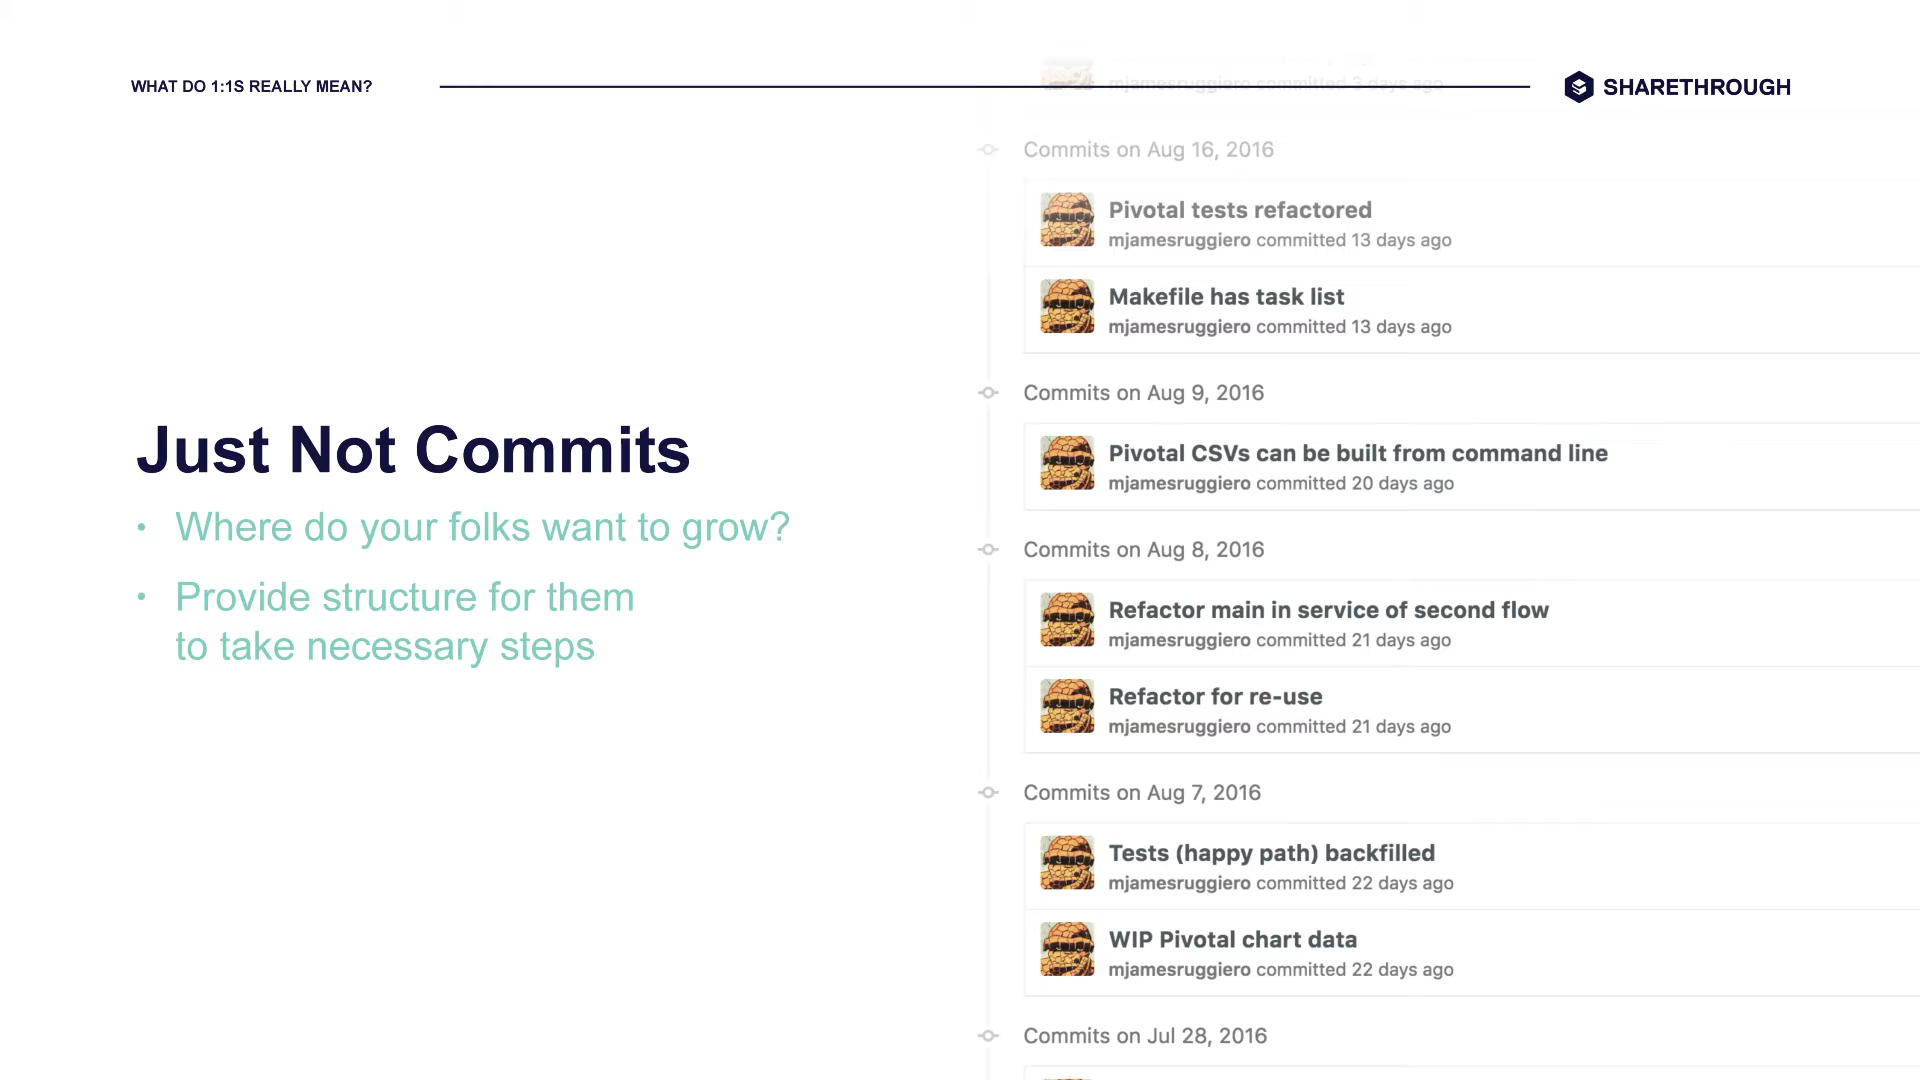 WHAT DO 1:1S REALLY MEAN?
SHARETHROUGH
Just Not Commits
• Where do your folks want to grow?
• Provide structure for them
to take necessary steps
mjamesruggiero committed 3 days ago
Commits on Aug 16, 2016
Pivotal tests refactored
mjamesruggiero committed 13 days ago
Makefile has task list
mjamesruggiero committed 13 days ago
Commits on Aug 9, 2016
Pivotal CSVs can be built from command line
mjamesruggiero committed 20 days ago
Commits on Aug 8, 2016
Refactor main in service of second flow
mjamesruggiero committed 21 days ago
Refactor for re-use
mjamesruggiero committed 21 days ago
Commits on Aug 7, 2016
Tests (happy path) backfilled
mjamesruggiero committed 22 days ago
WIP Pivotal chart data
mjamesruggiero committed 22 days ago
Commits on Jul 28, 2016